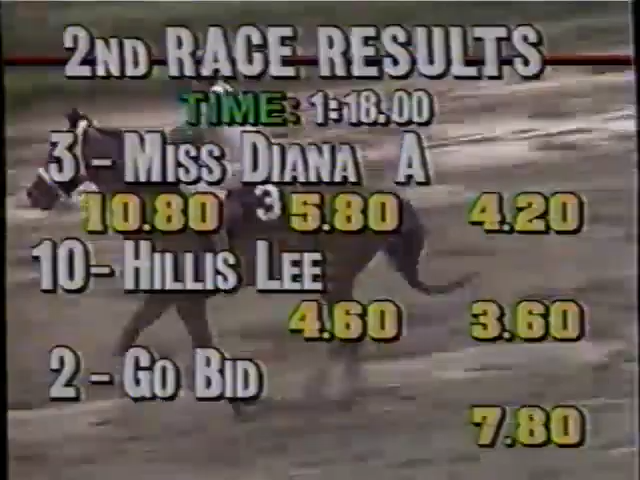 2ND RACE RESULTS
TIME: 1:18.00
3 - MISS DIANA A
10.80 5.80 4.20
3
10 - HILLIS LEE
4.60 3.60
2 - GO BID
7.80